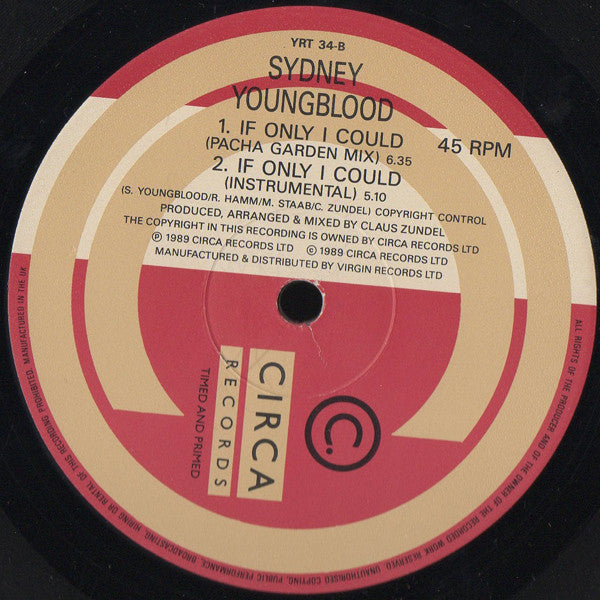 YRT 34-B
SYDNEY
YOUNGBLOOD
1. IF ONLY I COULD
(PACHA GARDEN MIX) 6.35
45 RPM
2. IF ONLY I COULD
(INSTRUMENTAL) 5.10
(S. YOUNGBLOOD/R. HAMM/M. STAAB/C. ZUNDEL) COPYRIGHT CONTROL
PRODUCED, ARRANGED & MIXED BY CLAUS ZUNDEL
THE COPYRIGHT IN THIS RECORDING IS OWNED BY CIRCA RECORDS LTD
℗ 1989 CIRCA RECORDS LTD © 1989 CIRCA RECORDS LTD
MANUFACTURED & DISTRIBUTED BY VIRGIN RECORDS LTD
C.
CIRCA
RECORDS
TIMED AND PRIMED
ALL RIGHTS OF THE PRODUCER AND OF THE OWNER OF THE RECORDED WORK RESERVED. UNAUTHORISED COPYING, PUBLIC PERFORMANCE, BROADCASTING, HIRING OR RENTAL OF THIS RECORDING PROHIBITED. MANUFACTURED IN THE UK